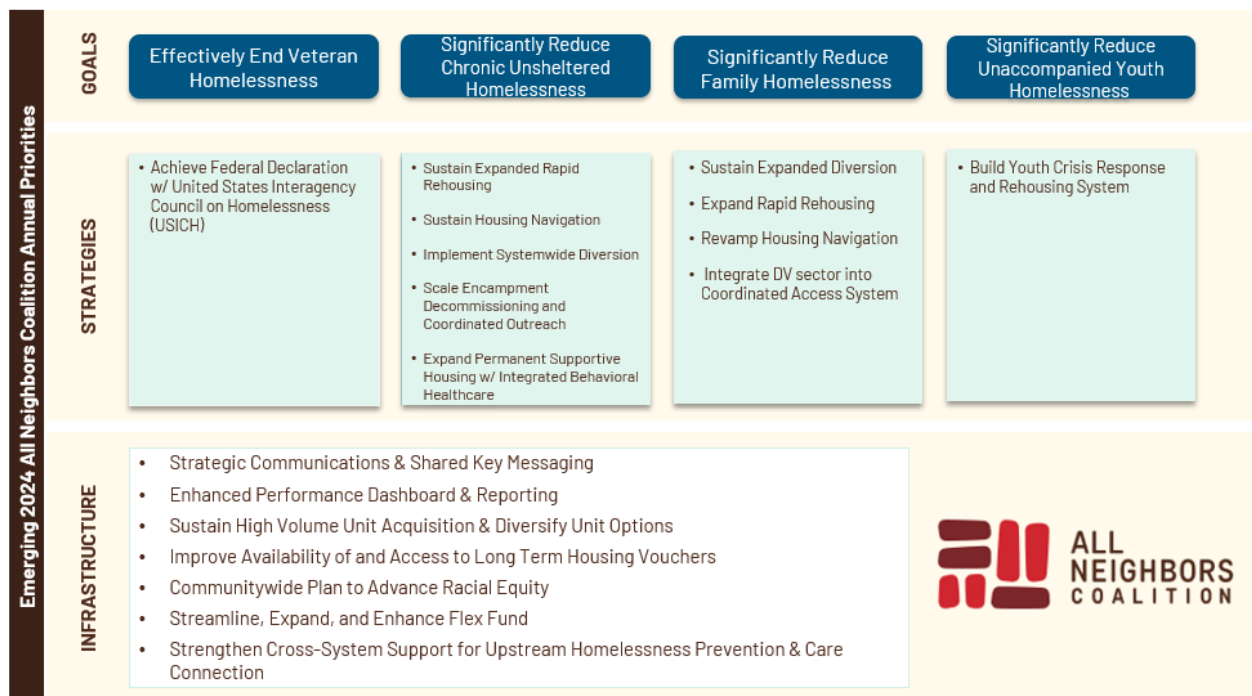 Emerging 2024 All Neighbors Coalition Annual Priorities
GOALS
Effectively End Veteran
Homelessness
Significantly Reduce
Chronic Unsheltered
Homelessness
Significantly Reduce
Family Homelessness
Significantly Reduce
Unaccompanied Youth
Homelessness
STRATEGIES
• Achieve Federal Declaration
w/ United States Interagency
Council on Homelessness
(USICH)
• Sustain Expanded Rapid
Rehousing
• Sustain Housing Navigation
• Implement Systemwide Diversion
• Scale Encampment
Decommissioning and
Coordinated Outreach
• Expand Permanent Supportive
Housing w/ Integrated Behavioral
Healthcare
• Sustain Expanded Diversion
• Expand Rapid Rehousing
• Revamp Housing Navigation
• Integrate DV sector into
Coordinated Access System
• Build Youth Crisis Response
and Rehousing System
INFRASTRUCTURE
• Strategic Communications & Shared Key Messaging
• Enhanced Performance Dashboard & Reporting
• Sustain High Volume Unit Acquisition & Diversify Unit Options
• Improve Availability of and Access to Long Term Housing Vouchers
• Communitywide Plan to Advance Racial Equity
• Streamline, Expand, and Enhance Flex Fund
• Strengthen Cross-System Support for Upstream Homelessness Prevention & Care
Connection
ALL
NEIGHBORS
COALITION